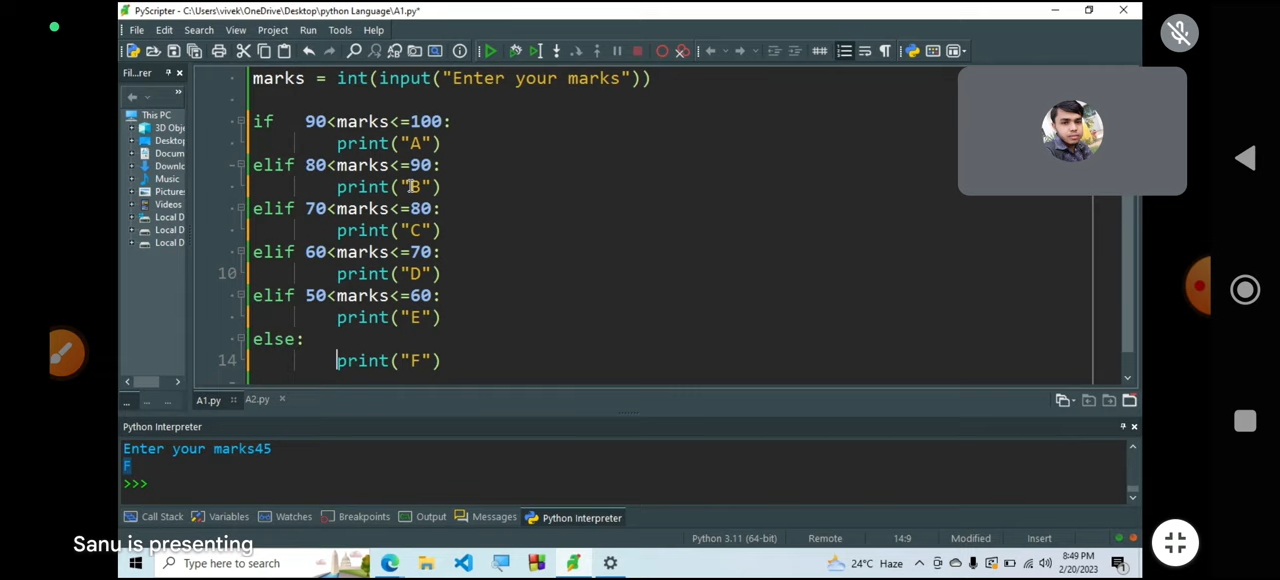 PyScripter - C:\Users\vivek\OneDrive\Desktop\python Language\A1.py*
File Edit Search View Project Run Tools Help
Fil...rer
This PC
3D Obje
Desktop
Docum
Downlo
Music
Pictures
Videos
Local D
Local D
Local D
marks = int(input("Enter your marks"))
if 90<marks<=100:
print("A")
elif 80<marks<=90:
print("B")
elif 70<marks<=80:
print("C")
elif 60<marks<=70:
10 print("D")
elif 50<marks<=60:
print("E")
else:
14 print("F")
A1.py A2.py
Python Interpreter
Enter your marks45
F
>>>
Call Stack Variables Watches Breakpoints Output Messages Python Interpreter
Python 3.11 (64-bit) Remote 14:9 Modified Insert
Sanu is presenting
Type here to search
24°C Haze
8:49 PM
2/20/2023